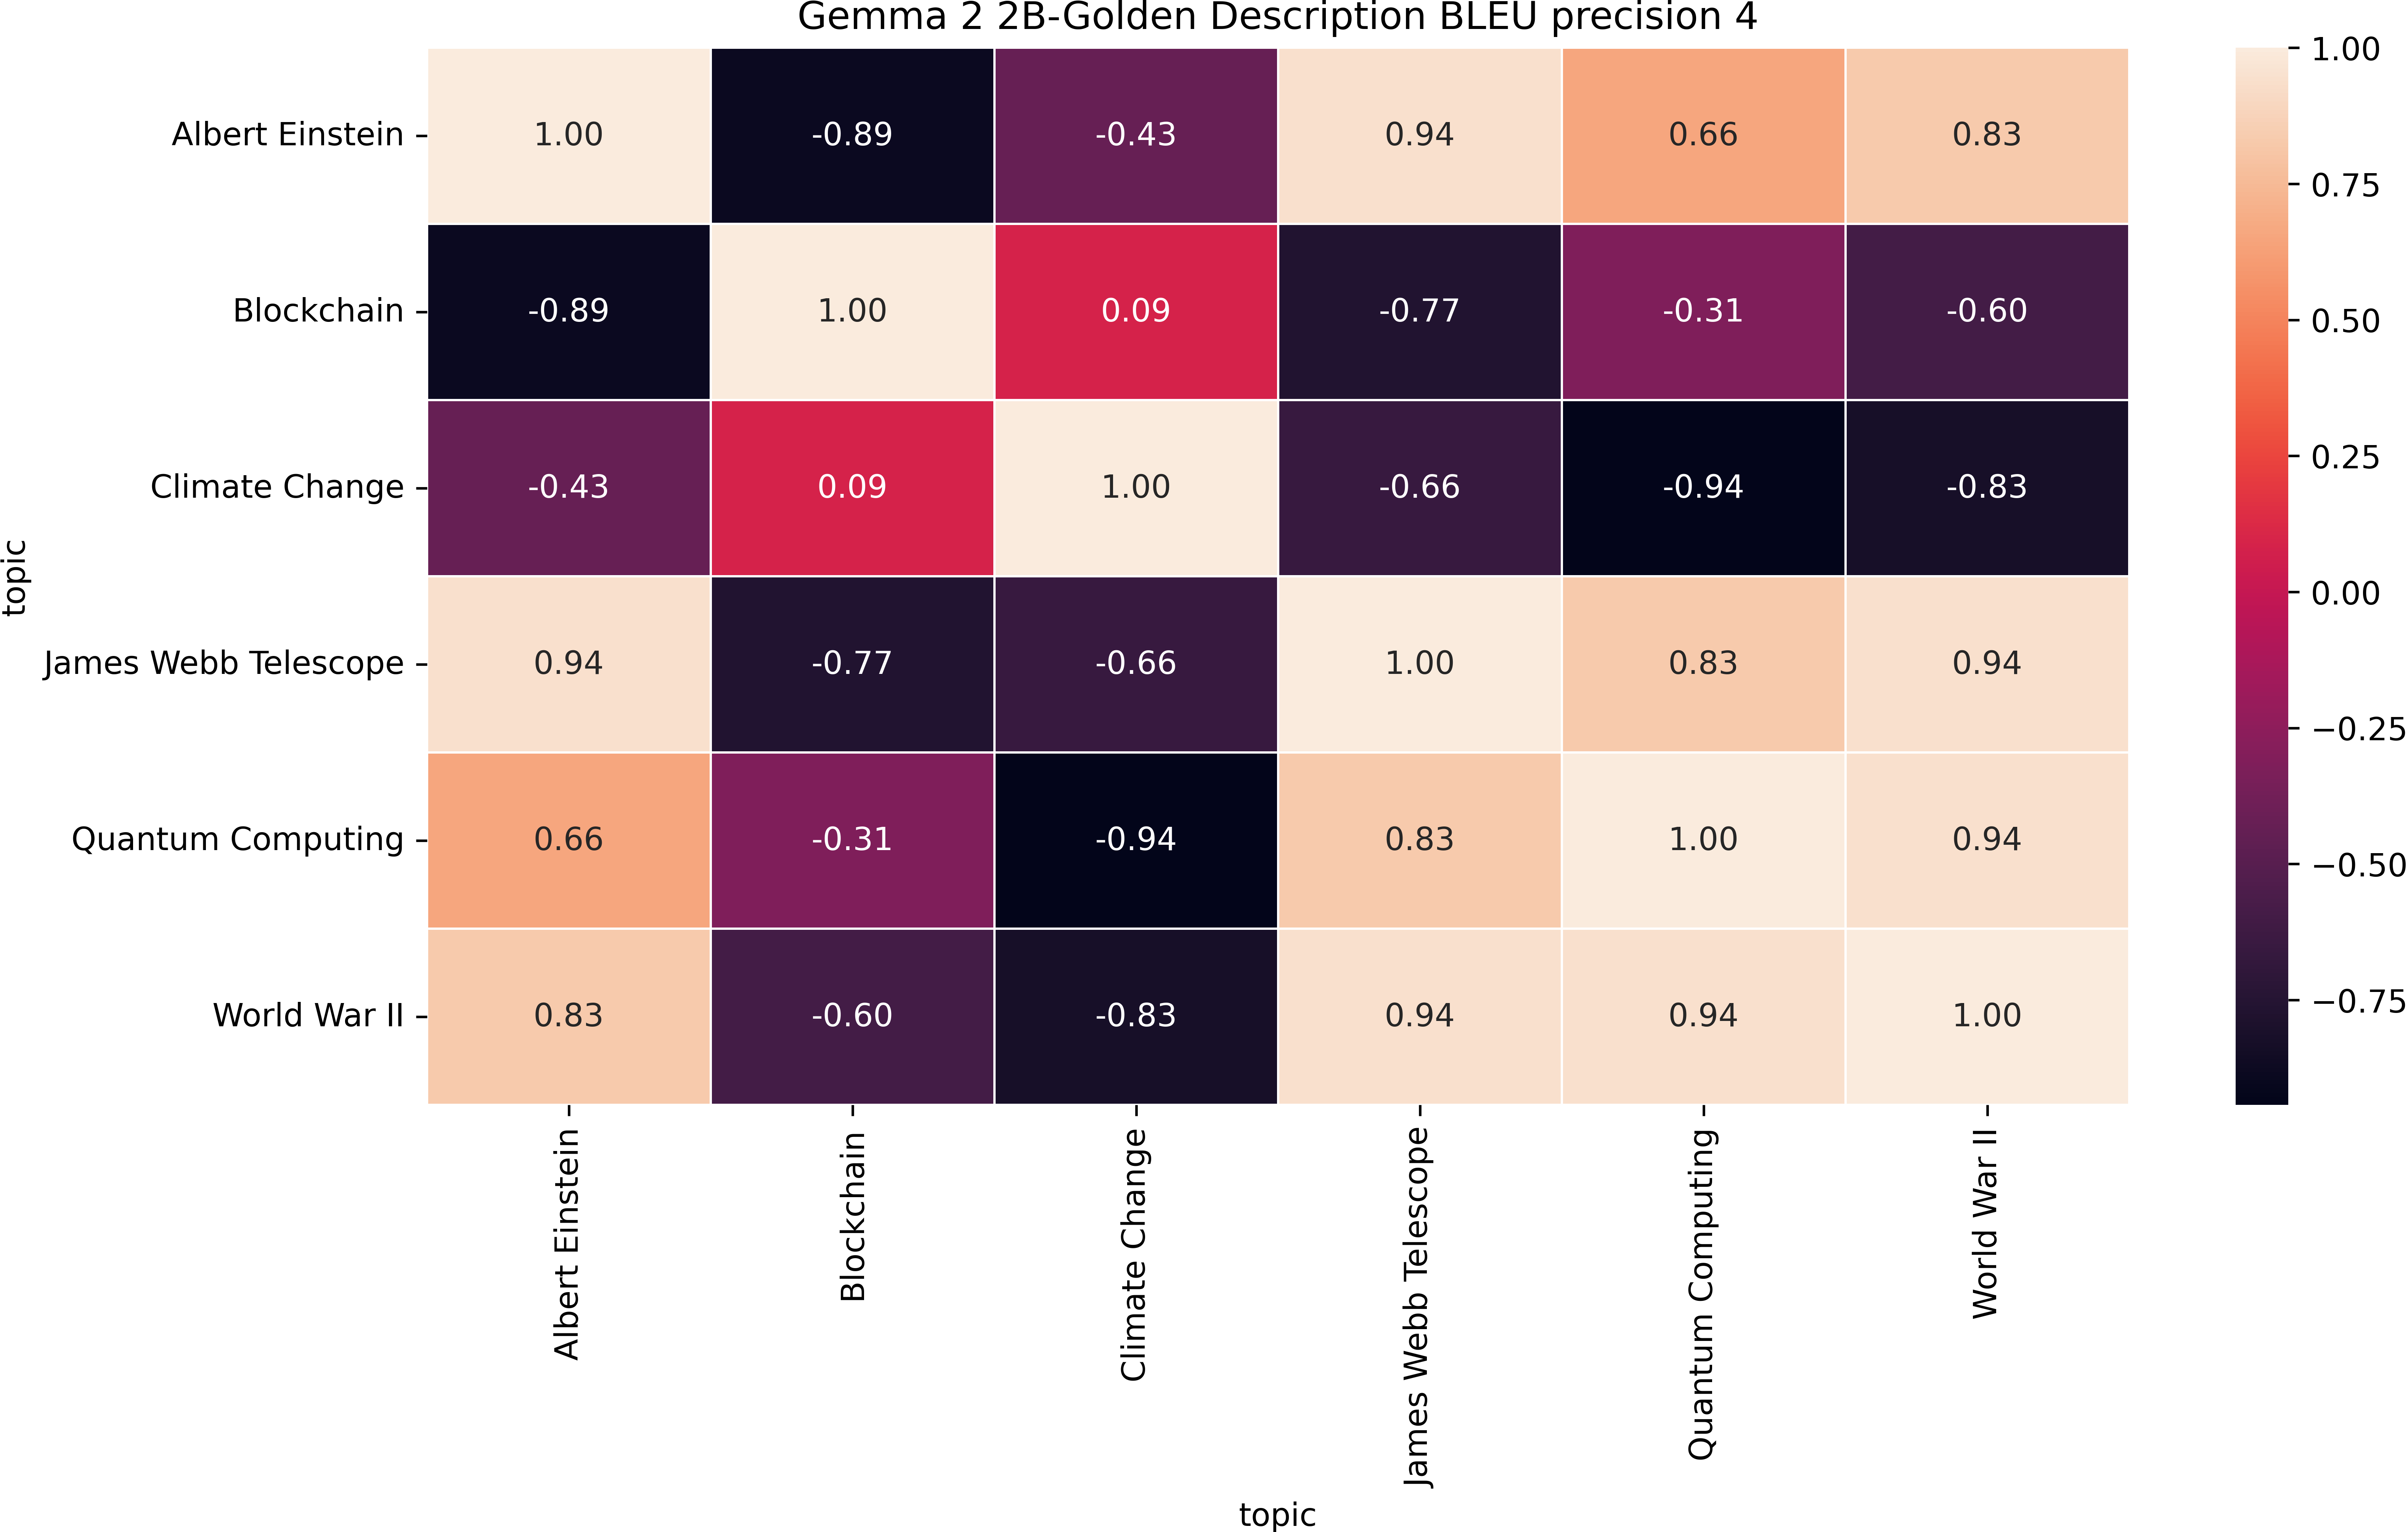 Gemma 2 2B-Golden Description BLEU precision 4
topic
Albert Einstein 1.00 -0.89 -0.43 0.94 0.66 0.83
Blockchain -0.89 1.00 0.09 -0.77 -0.31 -0.60
Climate Change -0.43 0.09 1.00 -0.66 -0.94 -0.83
James Webb Telescope 0.94 -0.77 -0.66 1.00 0.83 0.94
Quantum Computing 0.66 -0.31 -0.94 0.83 1.00 0.94
World War II 0.83 -0.60 -0.83 0.94 0.94 1.00
Albert Einstein
Blockchain
Climate Change
James Webb Telescope
Quantum Computing
World War II
topic
1.00
0.75
0.50
0.25
0.00
−0.25
−0.50
−0.75